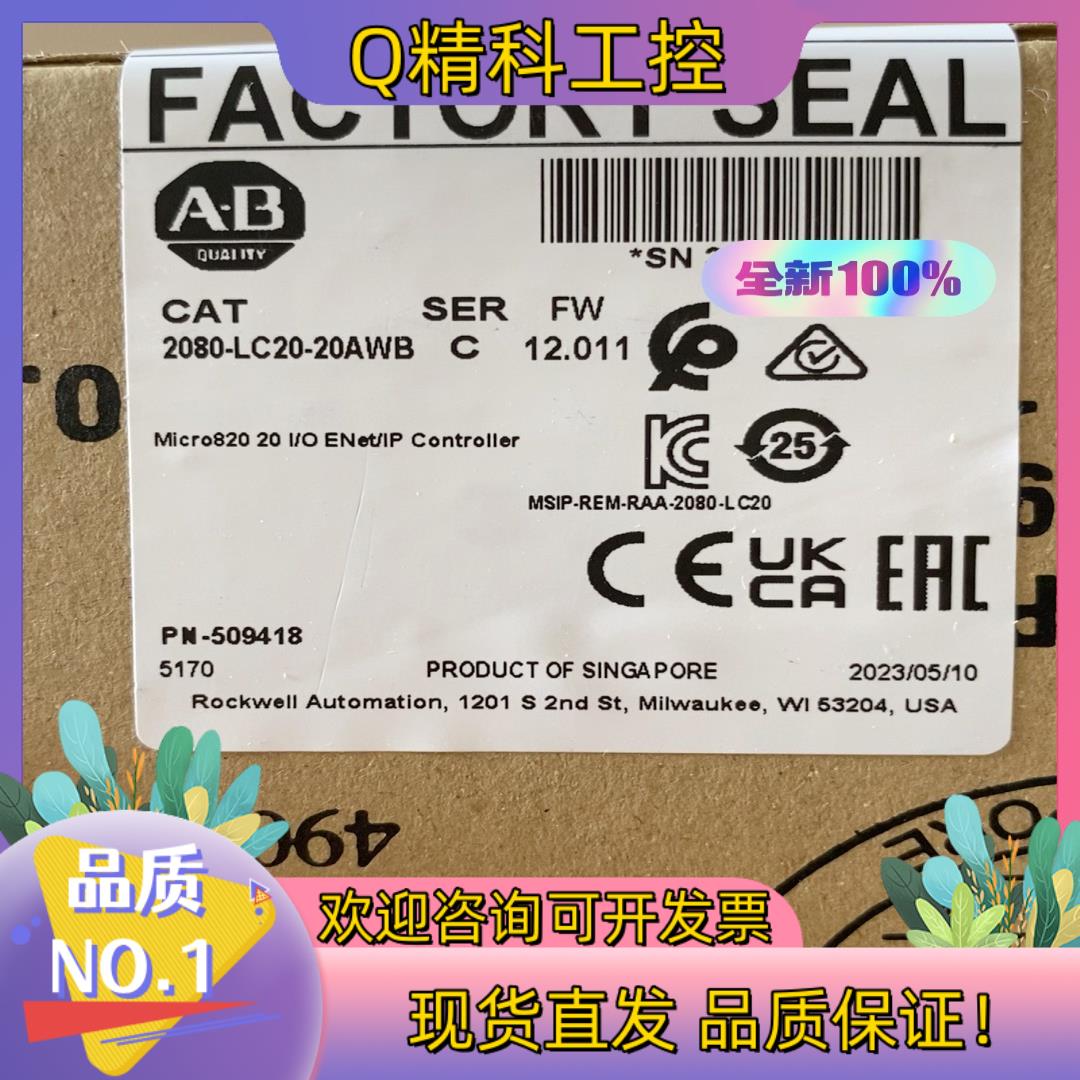 Q精科工控
FACTORY SEAL
A-B
QUALITY
*SN
全新100%
CAT
SER
FW
2080-LC20-20AWB
C
12.011
Micro820 20 I/O ENet/IP Controller
25
MSIP-REM-RAA-2080-LC20
CE
UK
CA
EAC
PN-509418
5170
PRODUCT OF SINGAPORE
2023/05/10
Rockwell Automation, 1201 S 2nd St, Milwaukee, WI 53204, USA
品质
NO.1
欢迎咨询可开发票
现货直发 品质保证！